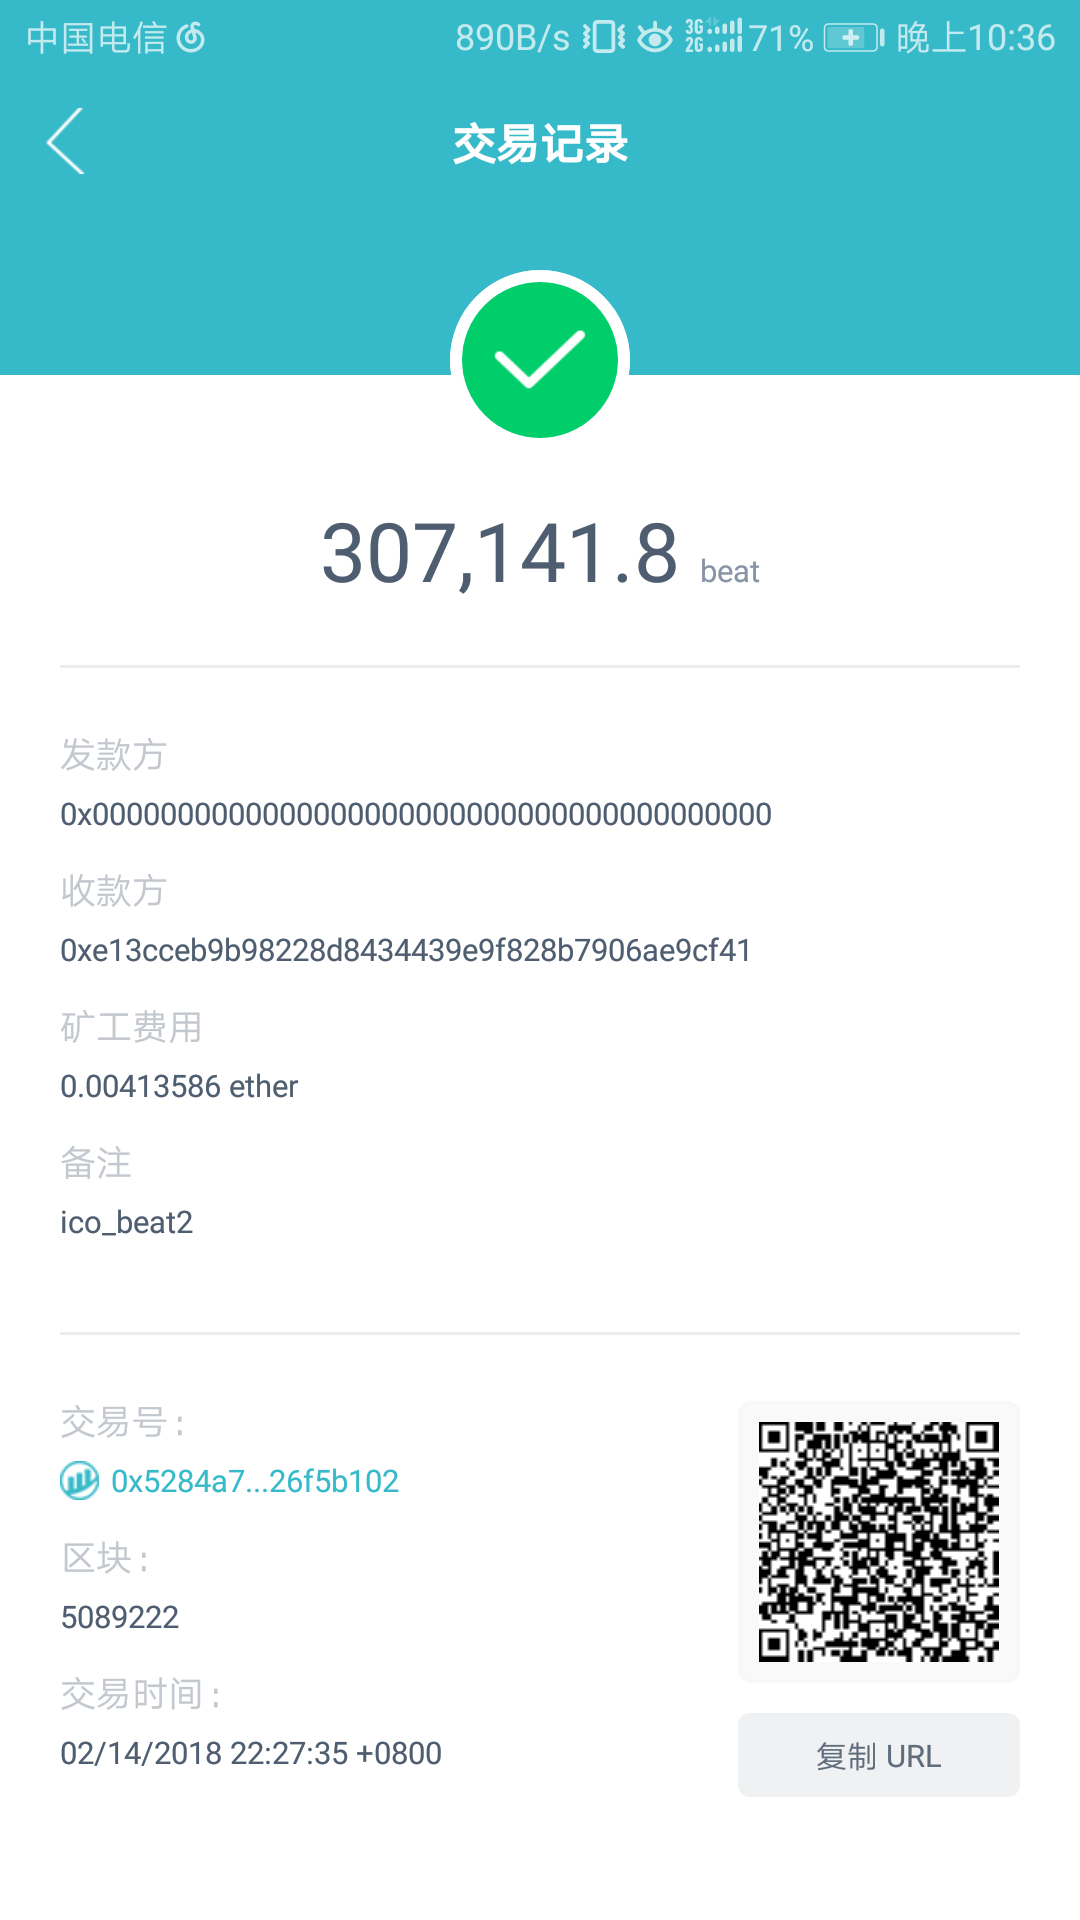 中国电信 890B/s 3G 2G 71% 晚上10:36
交易记录
307,141.8 beat
发款方
0x0000000000000000000000000000000000000000
收款方
0xe13cceb9b98228d8434439e9f828b7906ae9cf41
矿工费用
0.00413586 ether
备注
ico_beat2
交易号：
0x5284a7...26f5b102
区块：
5089222
交易时间：
02/14/2018 22:27:35 +0800
复制 URL